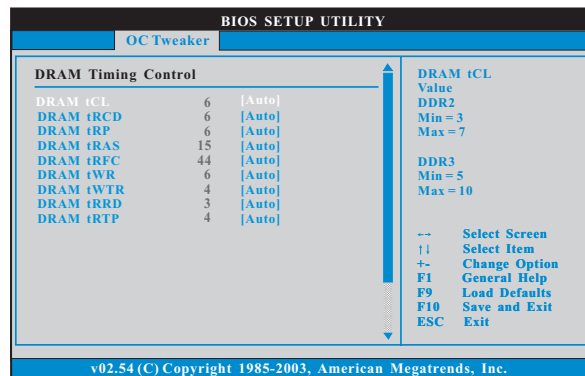 BIOS SETUP UTILITY
OC Tweaker
DRAM Timing Control
DRAM tCL 6 [Auto]
DRAM tRCD 6 [Auto]
DRAM tRP 6 [Auto]
DRAM tRAS 15 [Auto]
DRAM tRFC 44 [Auto]
DRAM tWR 6 [Auto]
DRAM tWTR 4 [Auto]
DRAM tRRD 3 [Auto]
DRAM tRTP 4 [Auto]
DRAM tCL
Value
DDR2
Min = 3
Max = 7
DDR3
Min = 5
Max = 10
←→ Select Screen
↑↓ Select Item
+- Change Option
F1 General Help
F9 Load Defaults
F10 Save and Exit
ESC Exit
v02.54 (C) Copyright 1985-2003, American Megatrends, Inc.